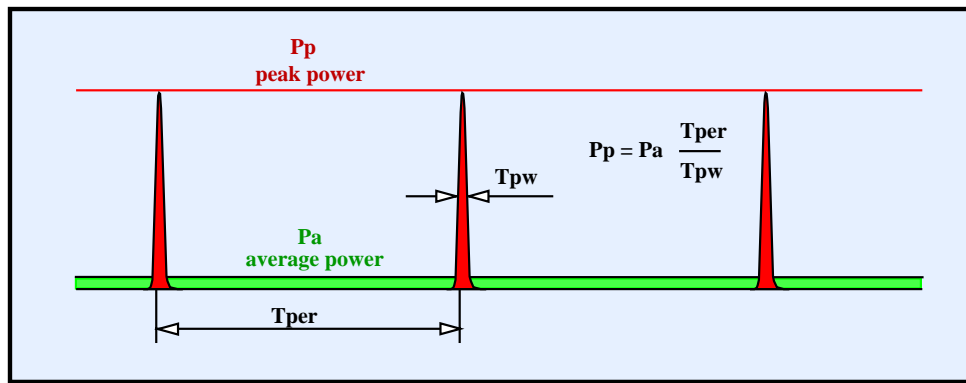 Pp
peak power
Pp = Pa Tper
Tpw
Tpw
Pa
average power
Tper